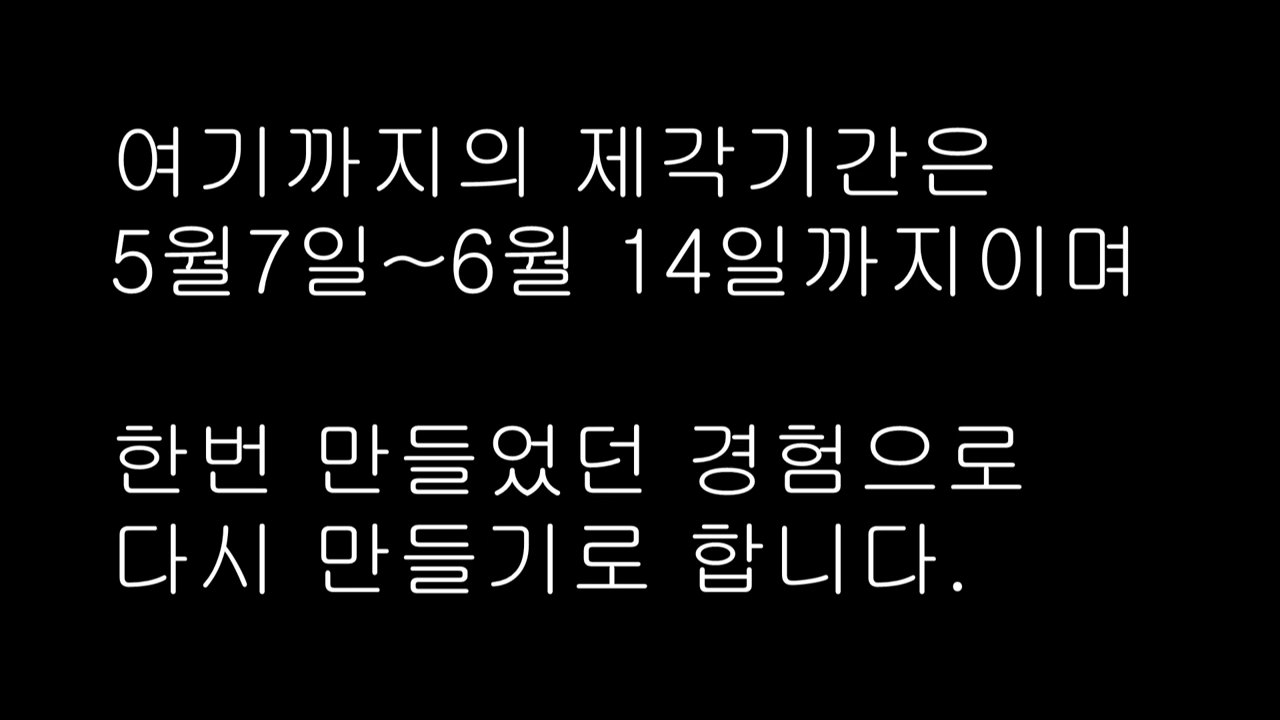 여기까지의 제각기간은
5월7일~6월 14일까지이며
한번 만들었던 경험으로
다시 만들기로 합니다.